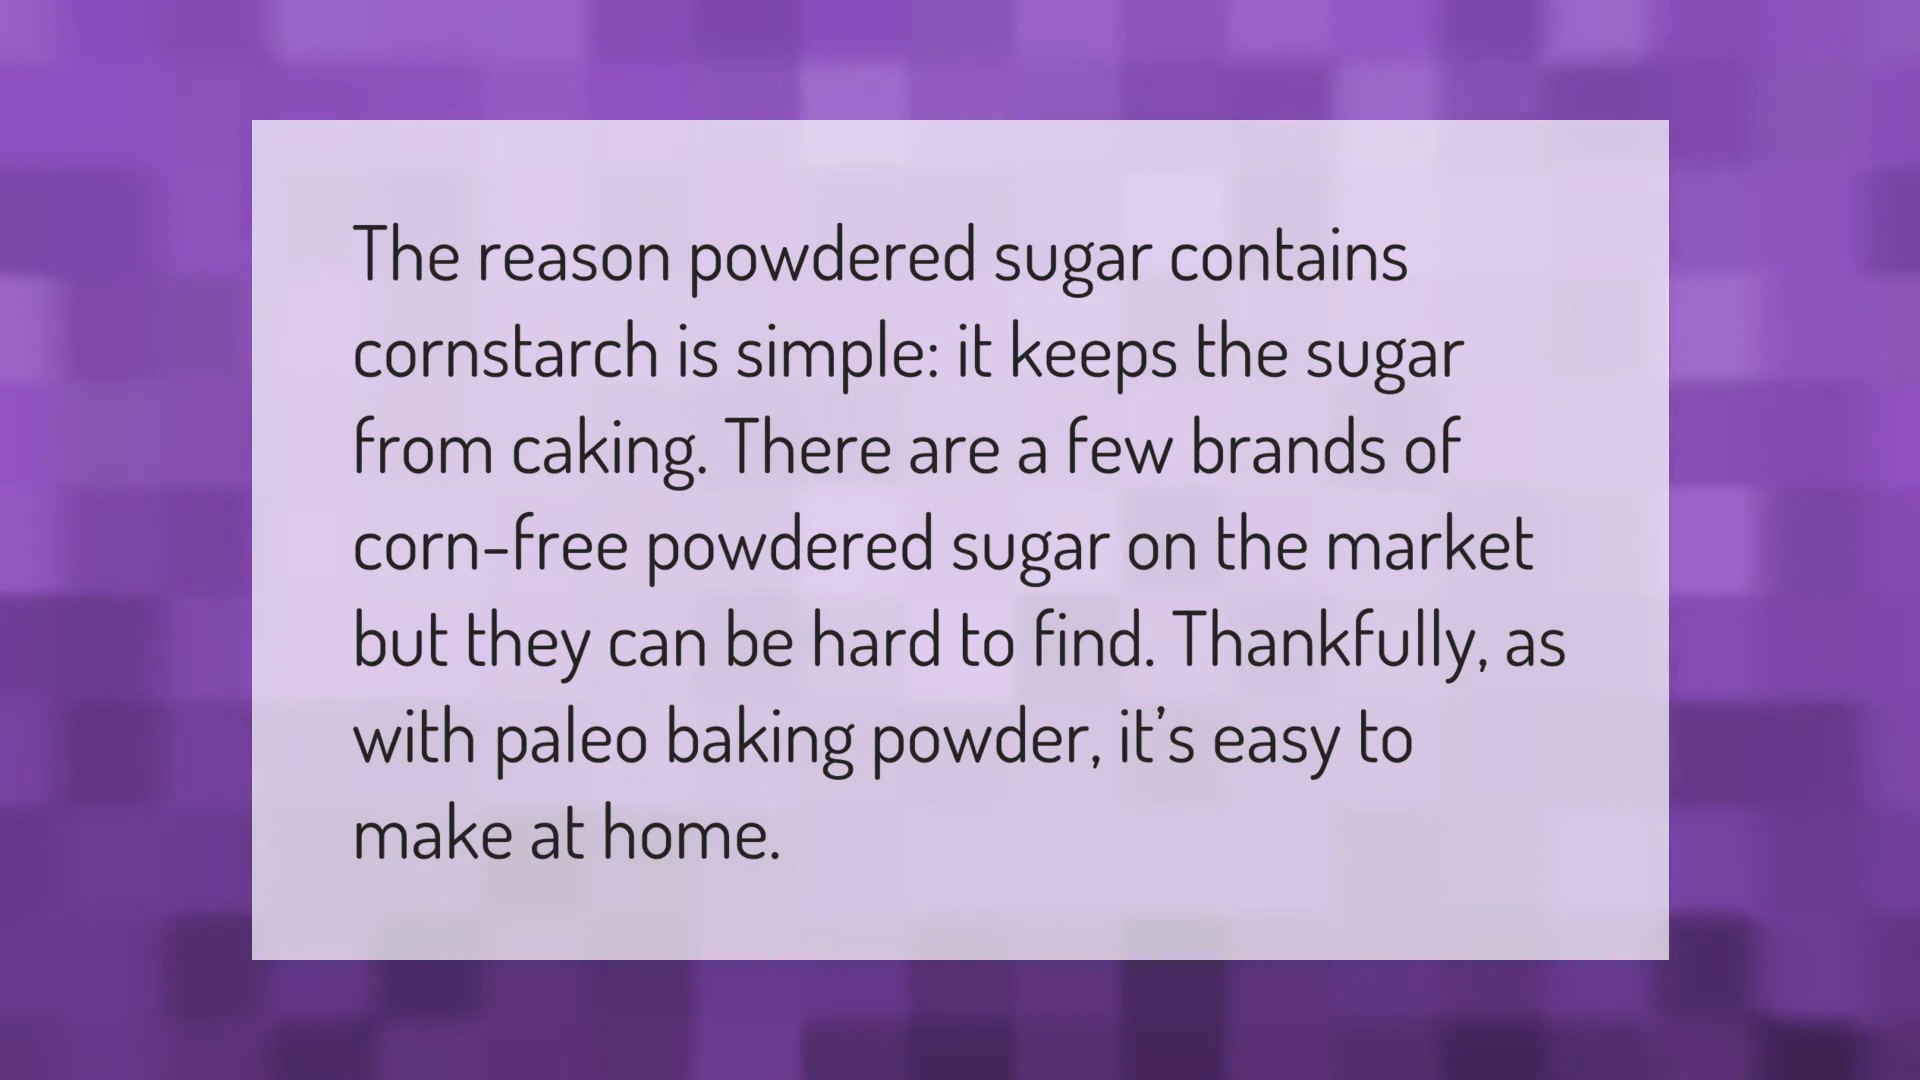 The reason powdered sugar contains
cornstarch is simple: it keeps the sugar
from caking. There are a few brands of
corn-free powdered sugar on the market
but they can be hard to find. Thankfully, as
with paleo baking powder, it’s easy to
make at home.